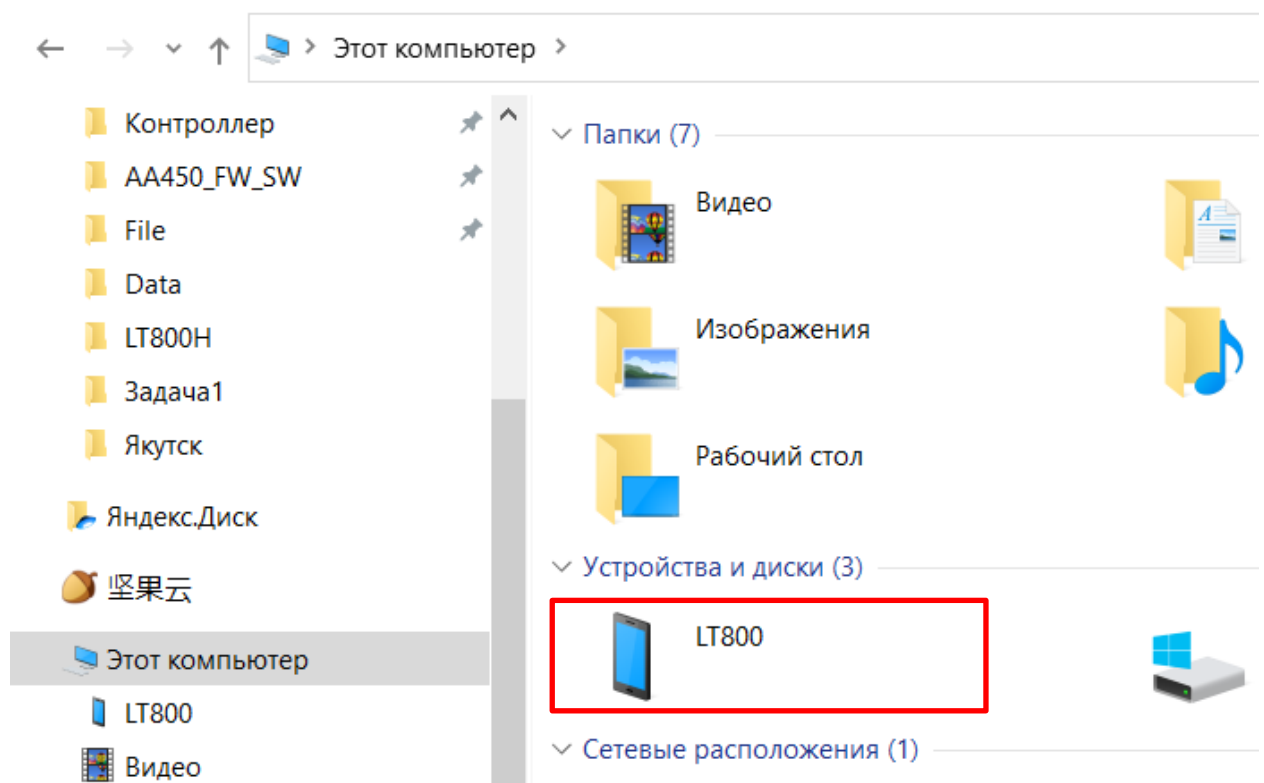 Этот компьютер
Контроллер
AA450_FW_SW
File
Data
LT800H
Задача1
Якутск
Яндекс.Диск
坚果云
Этот компьютер
LT800
Видео
Папки (7)
Видео
Изображения
Рабочий стол
Устройства и диски (3)
LT800
Сетевые расположения (1)